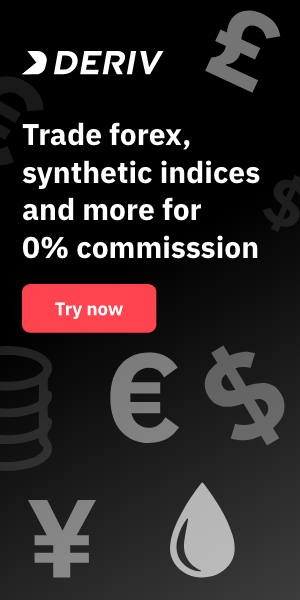 DERIV
Trade forex,
synthetic indices
and more for
0% commisssion
Try now